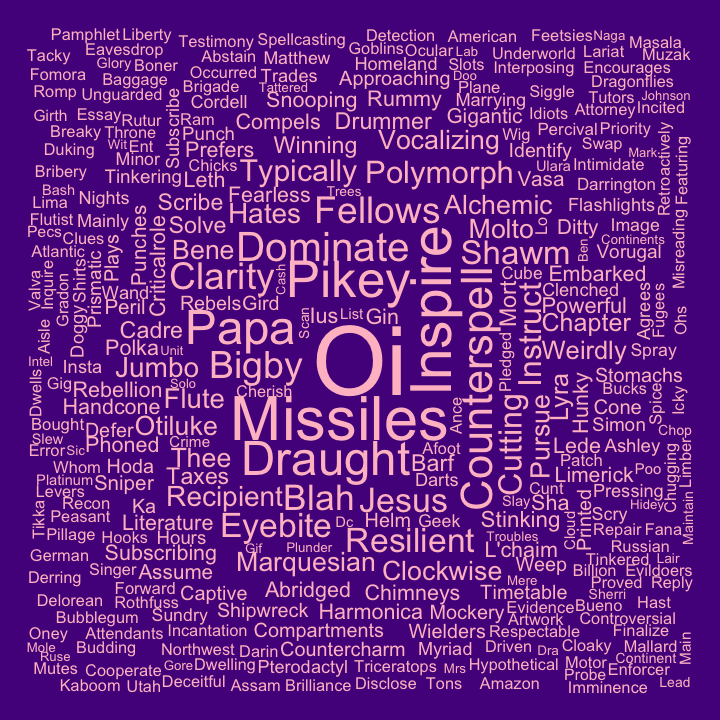 Pamphlet Liberty
Testimony Spellcasting
Detection American Feetsies Naga
Tacky Eavesdrop
Goblins Ocular Lab Underworld Lariat Masala
Glory Boner Abstain Matthew
Homeland Slots Interposing Encourages Muzak
Fomora Baggage Occurred Trades Approaching Doo
Romp Unguarded Brigade Tattered
Plane Siggle Dragonflies
Girth Essay Rutur Subscribe Cordell Snooping Rummy Marrying Tutors Johnson
Breaky Throne Ram Compels Drummer Gigantic Idiots Attorney Incited
Duking Wit Ent Punch Winning Vocalizing Wig Percival Priority
Minor Prefers Identify Swap Mark
Bribery Tinkering Chicks Typically Polymorph Ulara Intimidate Retroactively Featuring
Bash Nights Leth Fearless Trees Vasa Darrington
Lima Scribe Hates Fellows Alchemic Flashlights
Flutist Mainly Punches Criticalrole Molto Lo Ditty Image
Pecs Clues Solve Dominate Inspire Shawm Ben Continents Misreading
Atlantic Plays Bene Vorugal
Valva Inquire Gradon Shirts Prismatic Clarity Cash Pikey Counterspell Cube Embarked
Wand Mort Clenched Agrees Fugees Ohs
Doggy Peril Rebels Gird Scan Ius List Gin Instruct Powerful
Aisle Cadre Papa Oi Pledged Chapter
Intel Polka Unit Weirdly Spray
Insta Jumbo Bigby Stomachs
Dwells Gig Rebellion Solo Cherish Lyra Hunky Bucks Spice Icky
Handcone Flute Missiles Ance Cutting Pursue Cone
Bought Defer Otiluke Simon Chop
Slew Phoned Crime Draught Afoot Lede Ashley
Error Sic Thee Barf Patch
Whom Hoda Taxes Darts Limerick Poo Chugging Limbero
Platinum Sniper
Levers Recipient Blah Jesus Slay Cunt Pressing
Recon Ka Sha Hidey Maintain
Tikka Peasant Literature Eyebite Dc Helm Geek Stinking Cloud Printed Scry
Pillage Hooks Hours Resilient Troubles Repair Fana
German Subscribing Gif Plunder L'chaim Tinkered Russian
Singer Assume Marquesian Clockwise Weep Billion Lair
Derring Forward Mere Evildoers
Captive Abridged Chimneys Timetable Sherri Proved Reply
Delorean Rothfuss Evidence Bueno Hast
Bubblegum Sundry Shipwreck Harmonica Mockery Artwork Controversial
Oney Attendants Incantation Compartments Wielders Respectable Finalize
Mole Budding Northwest Darin Countercharm Myriad Driven Dra Cloaky Mallard Main
Ruse
Mutes Cooperate Gore Dwelling Pterodactyl Triceratops Mrs Hypothetical Motor Continent
Probe Enforcer
Kaboom Utah Deceitful Assam Brilliance Disclose Tons Amazon Imminence Lead